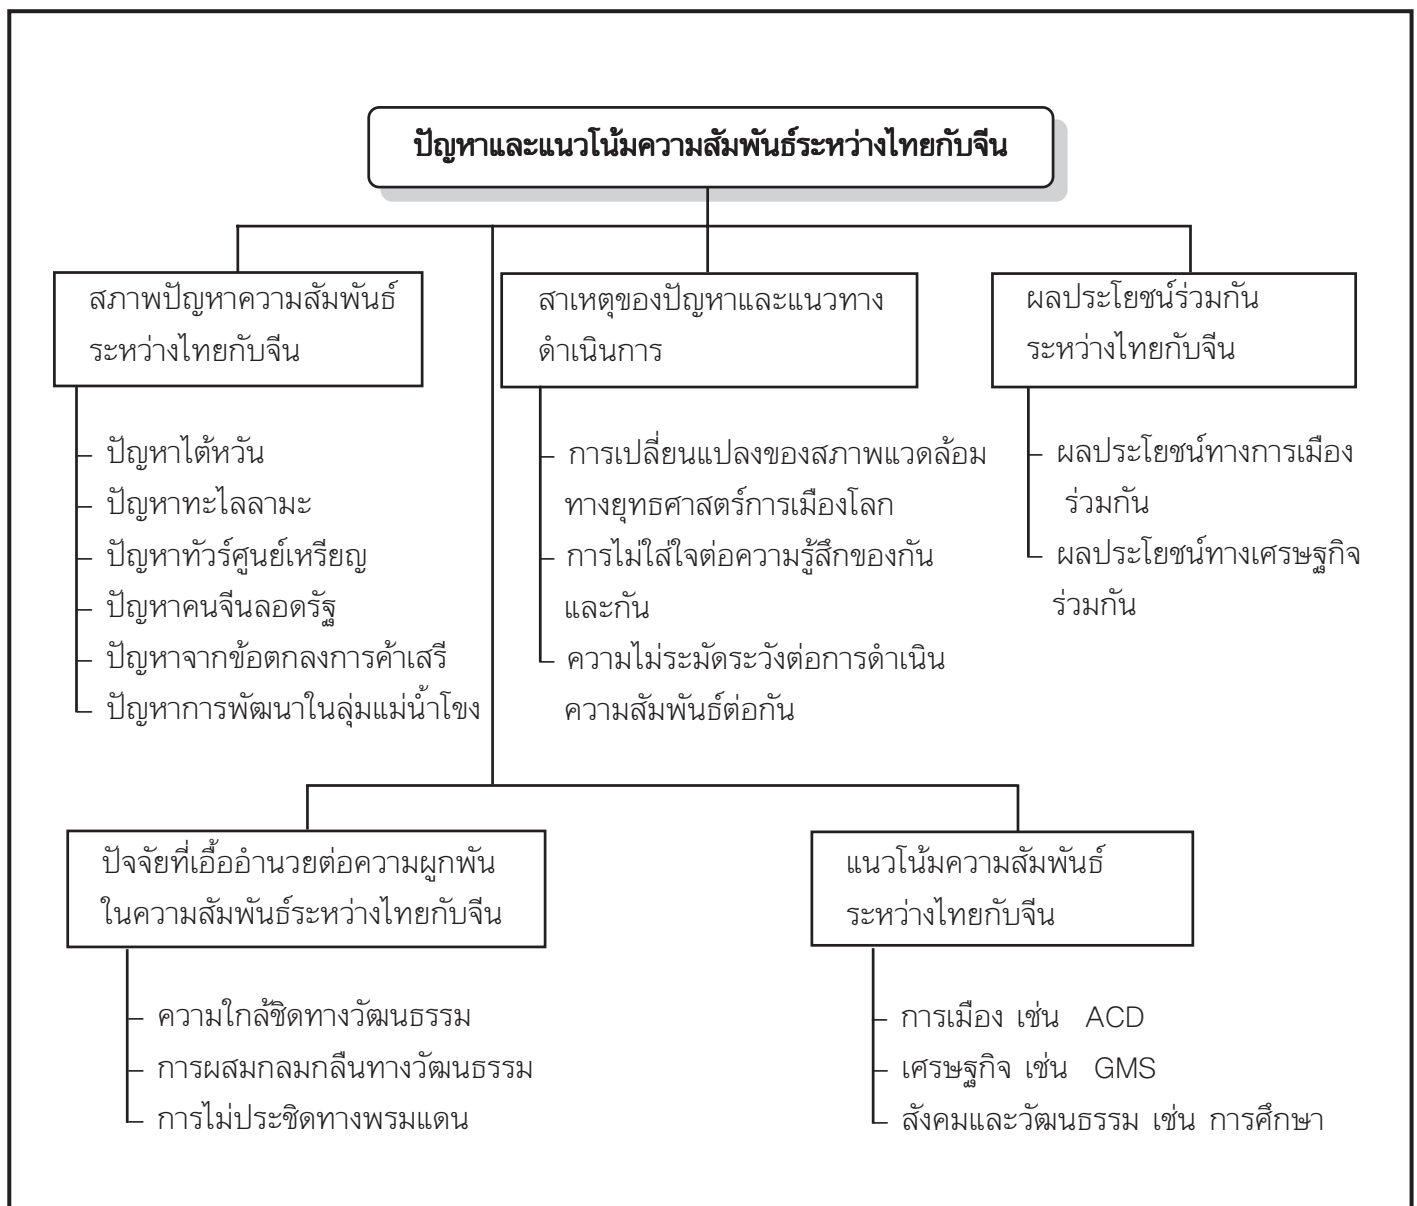 ปัญหาและแนวโน้มความสัมพันธ์ระหว่างไทยกับจีน
สภาพปัญหาความสัมพันธ์
ระหว่างไทยกับจีน
– ปัญหาไต้หวัน
– ปัญหาทะไลลามะ
– ปัญหาทัวร์ศูนย์เหรียญ
– ปัญหาคนจีนลอดรัฐ
– ปัญหาจากข้อตกลงการค้าเสรี
– ปัญหาการพัฒนาในลุ่มแม่น้ำโขง
สาเหตุของปัญหาและแนวทาง
ดำเนินการ
– การเปลี่ยนแปลงของสภาพแวดล้อม
ทางยุทธศาสตร์การเมืองโลก
– การไม่ใส่ใจต่อความรู้สึกของกัน
และกัน
– ความไม่ระมัดระวังต่อการดำเนิน
ความสัมพันธ์ต่อกัน
ผลประโยชน์ร่วมกัน
ระหว่างไทยกับจีน
– ผลประโยชน์ทางการเมือง
ร่วมกัน
– ผลประโยชน์ทางเศรษฐกิจ
ร่วมกัน
ปัจจัยที่เอื้ออำนวยต่อความผูกพัน
ในความสัมพันธ์ระหว่างไทยกับจีน
– ความใกล้ชิดทางวัฒนธรรม
– การผสมกลมกลืนทางวัฒนธรรม
– การไม่ประชิดทางพรมแดน
แนวโน้มความสัมพันธ์
ระหว่างไทยกับจีน
– การเมือง เช่น ACD
– เศรษฐกิจ เช่น GMS
– สังคมและวัฒนธรรม เช่น การศึกษา